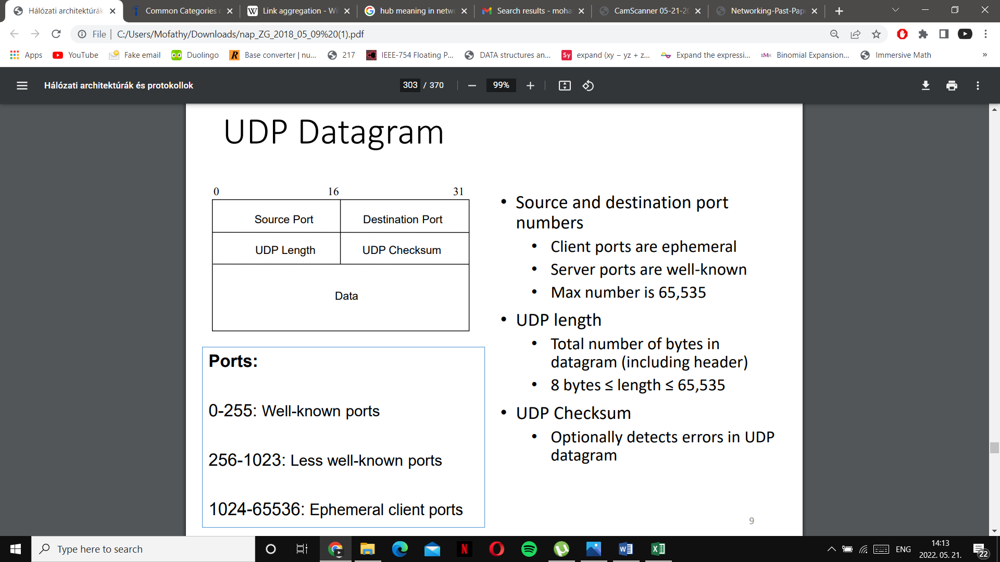 Hálózati architektúrák
Common Categories
Link aggregation - Wi
hub meaning in netw
Search results - moha
CamScanner 05-21-20
Networking-Past-Pap
File
C:/Users/Mofathy/Downloads/nap_ZG_2018_05_09%20(1).pdf
Apps
YouTube
Fake email
Duolingo
Base converter | nu...
217
IEEE-754 Floating P...
DATA structures an...
Sy
expand (xy − yz + z...
Expand the expressi...
Binomial Expansion...
Immersive Math
»
Hálózati architektúrák és protokollok
303 / 370
99%
UDP Datagram
0 16 31
Source Port Destination Port
UDP Length UDP Checksum
Data
Ports:
0-255: Well-known ports
256-1023: Less well-known ports
1024-65536: Ephemeral client ports
• Source and destination port
numbers
• Client ports are ephemeral
• Server ports are well-known
• Max number is 65,535
• UDP length
• Total number of bytes in
datagram (including header)
• 8 bytes ≤ length ≤ 65,535
• UDP Checksum
• Optionally detects errors in UDP
datagram
9
Type here to search
ENG
14:13
2022. 05. 21.
22